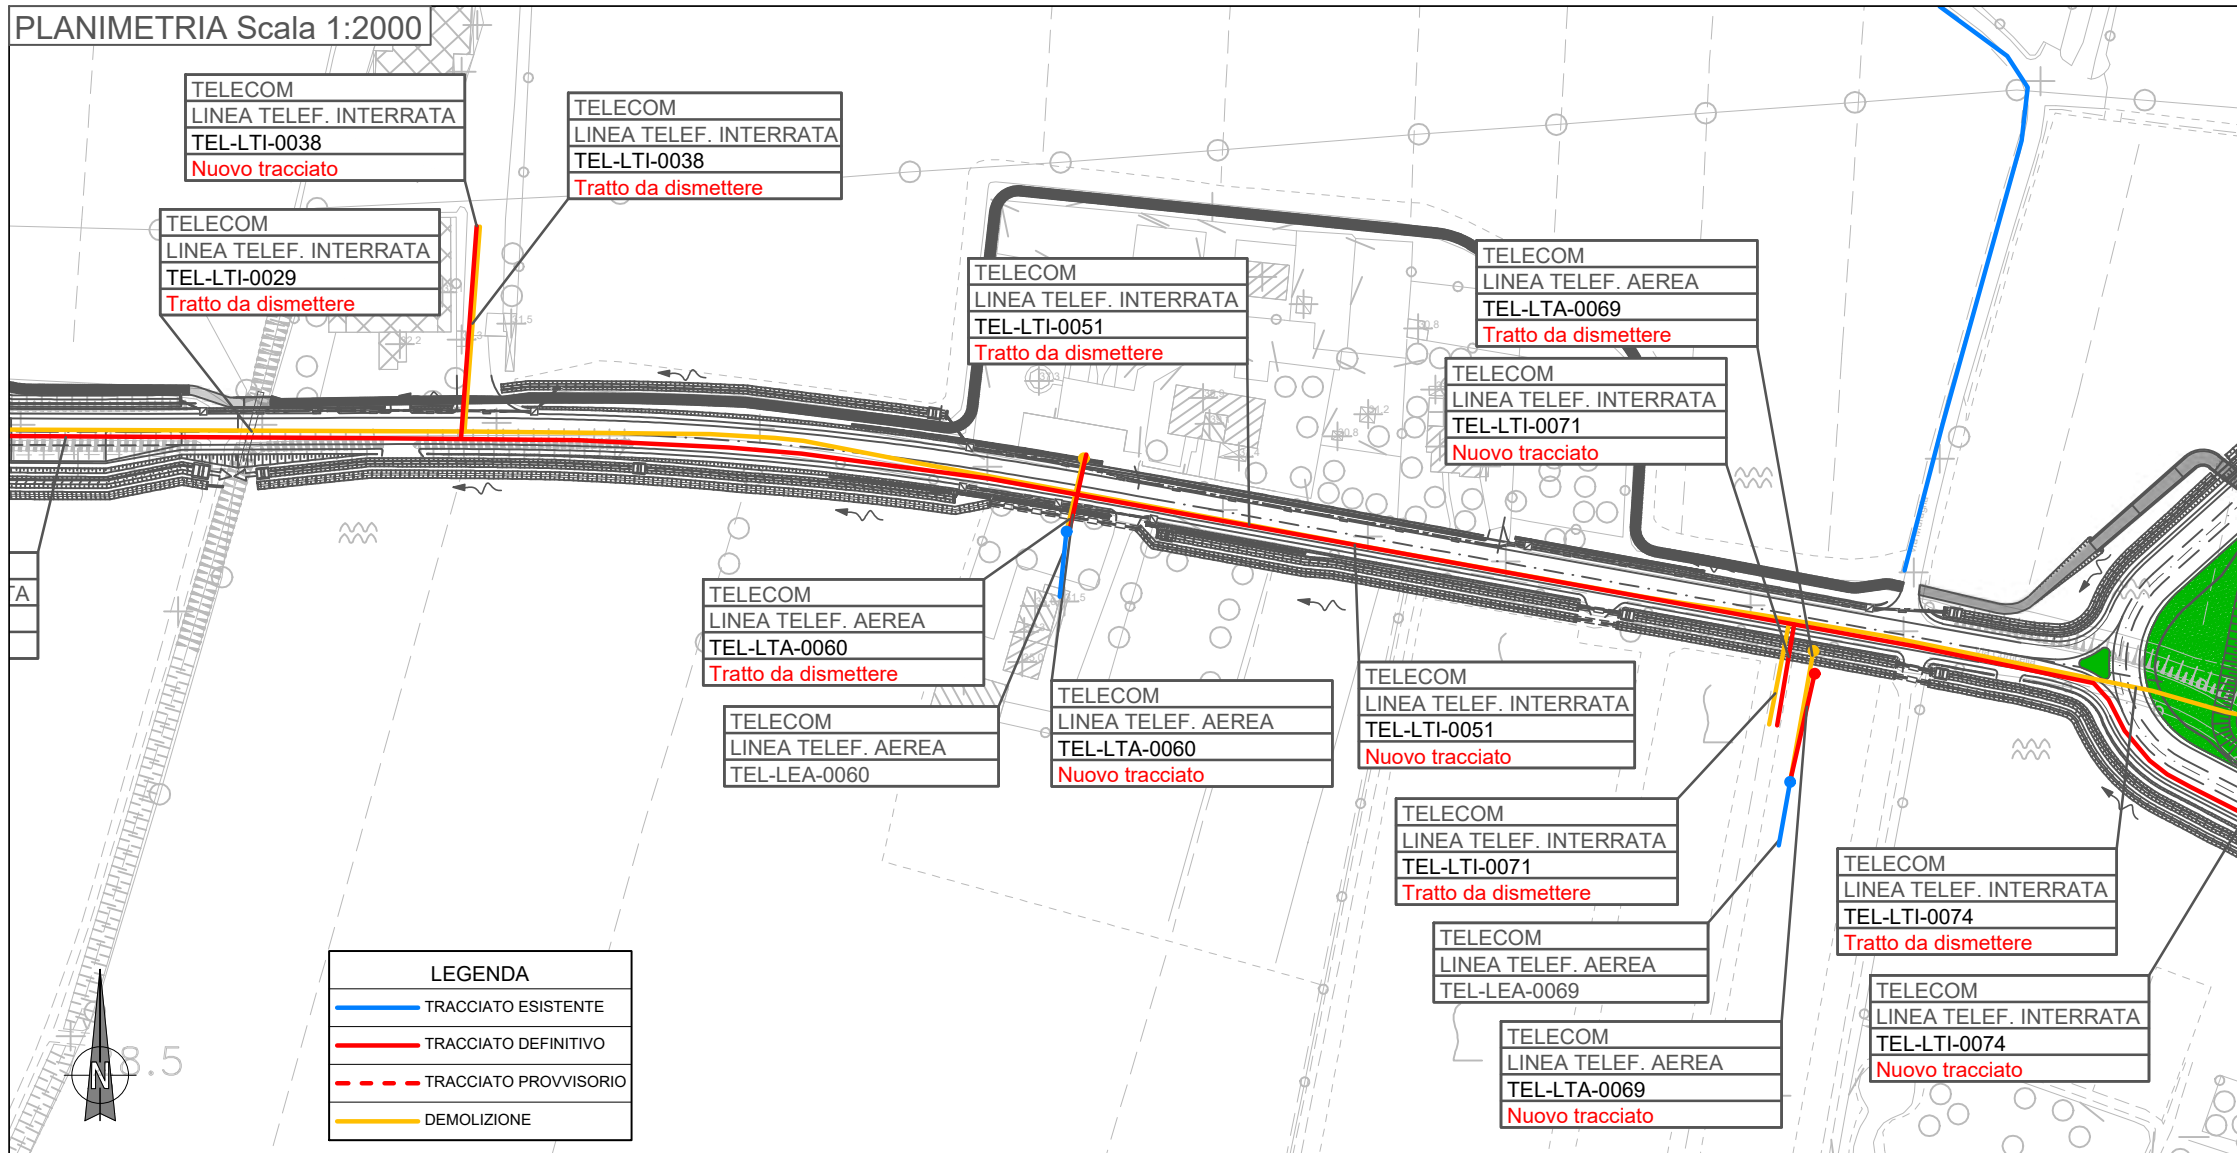 PLANIMETRIA Scala 1:2000
TELECOM
LINEA TELEF. INTERRATA
TEL-LTI-0038
Nuovo tracciato
TELECOM
LINEA TELEF. INTERRATA
TEL-LTI-0038
Tratto da dismettere
TELECOM
LINEA TELEF. INTERRATA
TEL-LTI-0029
Tratto da dismettere
TELECOM
LINEA TELEF. INTERRATA
TEL-LTI-0051
Tratto da dismettere
TELECOM
LINEA TELEF. AEREA
TEL-LTA-0069
Tratto da dismettere
TELECOM
LINEA TELEF. INTERRATA
TEL-LTI-0071
Nuovo tracciato
TA
TELECOM
LINEA TELEF. AEREA
TEL-LTA-0060
Tratto da dismettere
TELECOM
LINEA TELEF. AEREA
TEL-LEA-0060
TELECOM
LINEA TELEF. AEREA
TEL-LTA-0060
Nuovo tracciato
TELECOM
LINEA TELEF. INTERRATA
TEL-LTI-0051
Nuovo tracciato
TELECOM
LINEA TELEF. INTERRATA
TEL-LTI-0071
Tratto da dismettere
TELECOM
LINEA TELEF. AEREA
TEL-LEA-0069
TELECOM
LINEA TELEF. AEREA
TEL-LTA-0069
Nuovo tracciato
TELECOM
LINEA TELEF. INTERRATA
TEL-LTI-0074
Tratto da dismettere
TELECOM
LINEA TELEF. INTERRATA
TEL-LTI-0074
Nuovo tracciato
LEGENDA
TRACCIATO ESISTENTE
TRACCIATO DEFINITIVO
TRACCIATO PROVVISORIO
DEMOLIZIONE
N
8.5